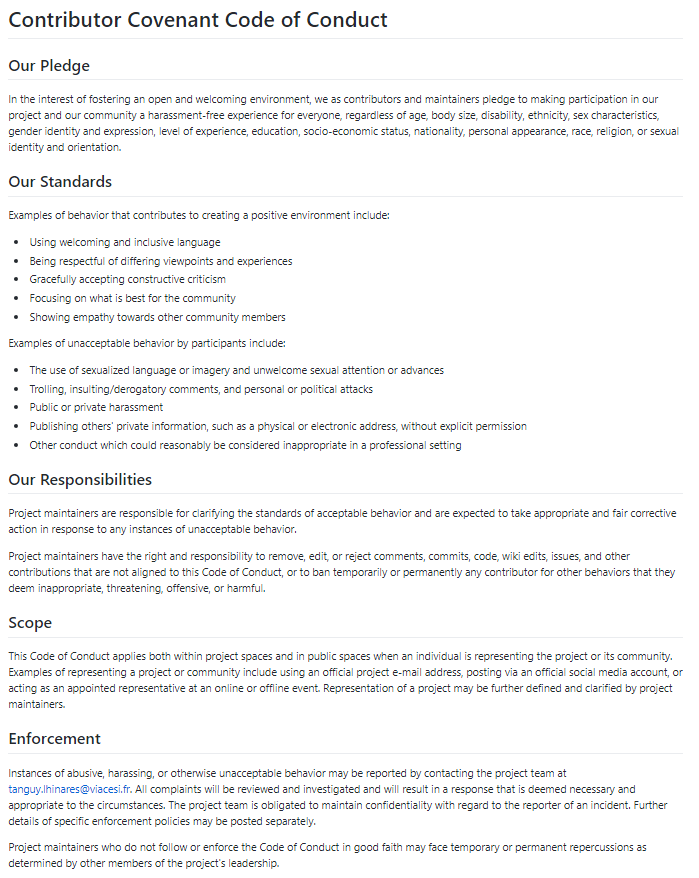 Contributor Covenant Code of Conduct
Our Pledge
In the interest of fostering an open and welcoming environment, we as contributors and maintainers pledge to making participation in our
project and our community a harassment-free experience for everyone, regardless of age, body size, disability, ethnicity, sex characteristics,
gender identity and expression, level of experience, education, socio-economic status, nationality, personal appearance, race, religion, or sexual
identity and orientation.
Our Standards
Examples of behavior that contributes to creating a positive environment include:
• Using welcoming and inclusive language
• Being respectful of differing viewpoints and experiences
• Gracefully accepting constructive criticism
• Focusing on what is best for the community
• Showing empathy towards other community members
Examples of unacceptable behavior by participants include:
• The use of sexualized language or imagery and unwelcome sexual attention or advances
• Trolling, insulting/derogatory comments, and personal or political attacks
• Public or private harassment
• Publishing others' private information, such as a physical or electronic address, without explicit permission
• Other conduct which could reasonably be considered inappropriate in a professional setting
Our Responsibilities
Project maintainers are responsible for clarifying the standards of acceptable behavior and are expected to take appropriate and fair corrective
action in response to any instances of unacceptable behavior.
Project maintainers have the right and responsibility to remove, edit, or reject comments, commits, code, wiki edits, issues, and other
contributions that are not aligned to this Code of Conduct, or to ban temporarily or permanently any contributor for other behaviors that they
deem inappropriate, threatening, offensive, or harmful.
Scope
This Code of Conduct applies both within project spaces and in public spaces when an individual is representing the project or its community.
Examples of representing a project or community include using an official project e-mail address, posting via an official social media account, or
acting as an appointed representative at an online or offline event. Representation of a project may be further defined and clarified by project
maintainers.
Enforcement
Instances of abusive, harassing, or otherwise unacceptable behavior may be reported by contacting the project team at
tanguy.lhinares@viacesi.fr. All complaints will be reviewed and investigated and will result in a response that is deemed necessary and
appropriate to the circumstances. The project team is obligated to maintain confidentiality with regard to the reporter of an incident. Further
details of specific enforcement policies may be posted separately.
Project maintainers who do not follow or enforce the Code of Conduct in good faith may face temporary or permanent repercussions as
determined by other members of the project's leadership.